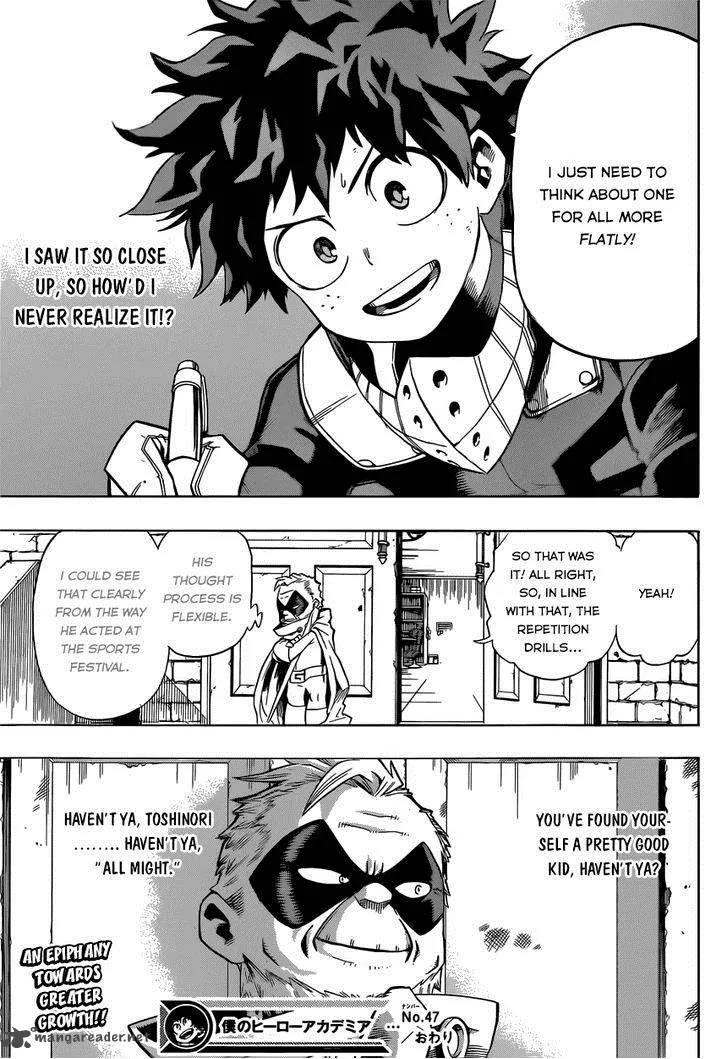 I JUST NEED TO
THINK ABOUT ONE
FOR ALL MORE
FLATLY!
I SAW IT SO CLOSE
UP, SO HOW'D I
NEVER REALIZE IT!?
YEAH!
SO THAT WAS
IT! ALL RIGHT,
SO, IN LINE
WITH THAT, THE
REPETITION
DRILLS...
HIS
THOUGHT
PROCESS IS
FLEXIBLE.
I COULD SEE
THAT CLEARLY
FROM THE WAY
HE ACTED AT
THE SPORTS
FESTIVAL.
G
YOU'VE FOUND YOUR-
SELF A PRETTY GOOD
KID, HAVEN'T YA?
HAVEN'T YA, TOSHINORI
........ HAVEN'T YA,
"ALL MIGHT."
AN EPIPHANY
TOWARDS
GREATER
GROWTH!!
僕のヒーローアカデミア
...
ナンバー
No.47
おわり
mangareader.net